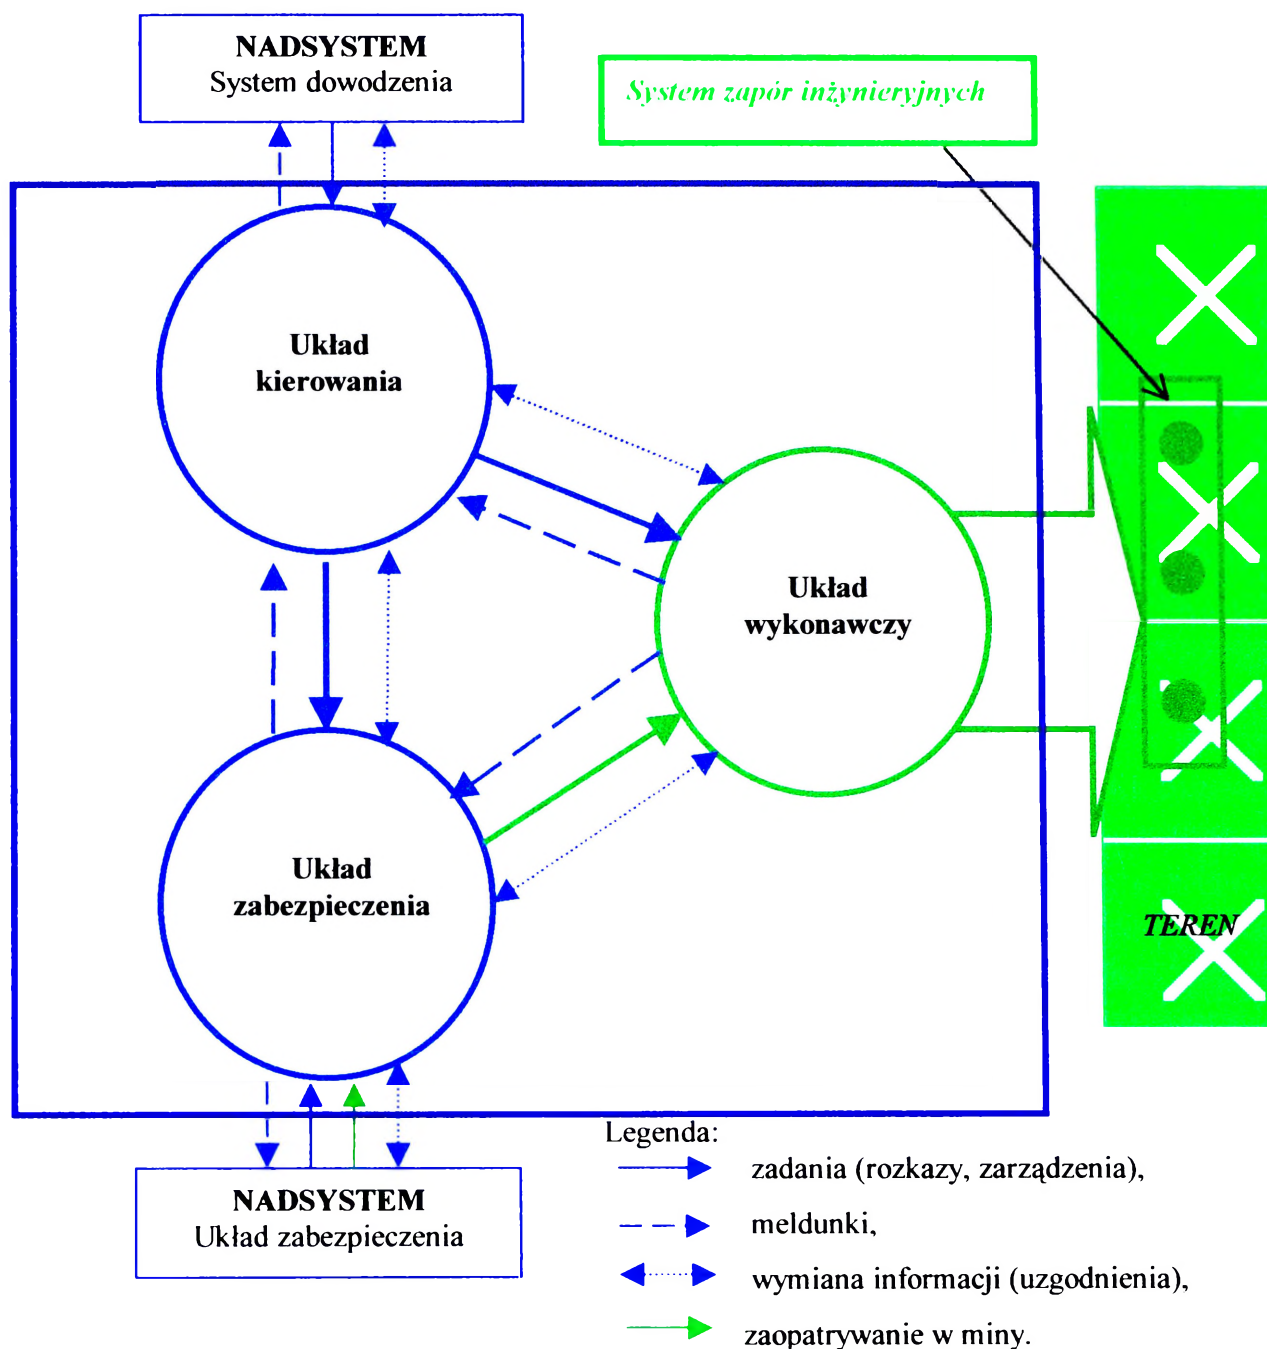 NADSYSTEM
System dowodzenia
System zapór inżynieryjnych
Układ
kierowania
Układ
wykonawczy
Układ
zabezpieczenia
TEREN
NADSYSTEM
Układ zabezpieczenia
Legenda:
zadania (rozkazy, zarządzenia),
meldunki,
wymiana informacji (uzgodnienia),
zaopatrywanie w miny.